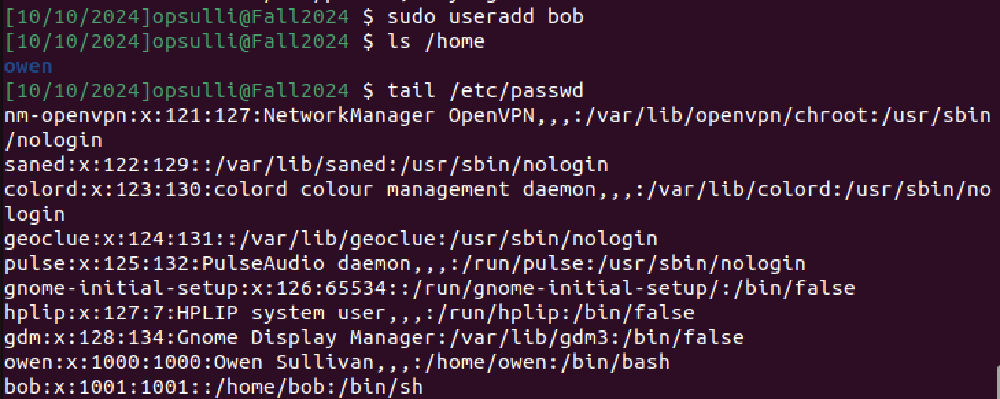 [10/10/2024]opsulli@Fall2024 $ sudo useradd bob
[10/10/2024]opsulli@Fall2024 $ ls /home
owen
[10/10/2024]opsulli@Fall2024 $ tail /etc/passwd
nm-openvpn:x:121:127:NetworkManager OpenVPN,,,:/var/lib/openvpn/chroot:/usr/sbin
/nologin
saned:x:122:129::/var/lib/saned:/usr/sbin/nologin
colord:x:123:130:colord colour management daemon,,,:/var/lib/colord:/usr/sbin/no
login
geoclue:x:124:131::/var/lib/geoclue:/usr/sbin/nologin
pulse:x:125:132:PulseAudio daemon,,,:/run/pulse:/usr/sbin/nologin
gnome-initial-setup:x:126:65534::/run/gnome-initial-setup/:/bin/false
hplip:x:127:7:HPLIP system user,,,:/run/hplip:/bin/false
gdm:x:128:134:Gnome Display Manager:/var/lib/gdm3:/bin/false
owen:x:1000:1000:Owen Sullivan,,,:/home/owen:/bin/bash
bob:x:1001:1001::/home/bob:/bin/sh